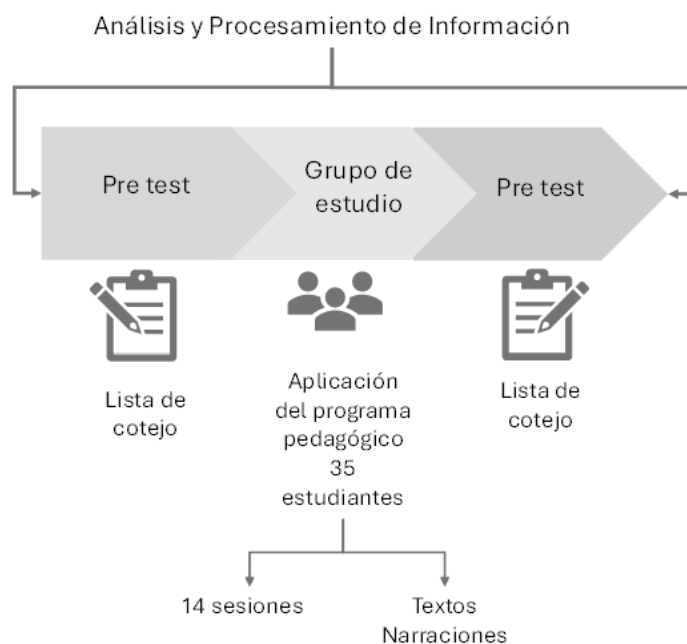 Análisis y Procesamiento de Información
Pre test
Grupo de
estudio
Pre test
Lista de
cotejo
Aplicación
del programa
pedagógico
35
estudiantes
Lista de
cotejo
14 sesiones
Textos
Narraciones